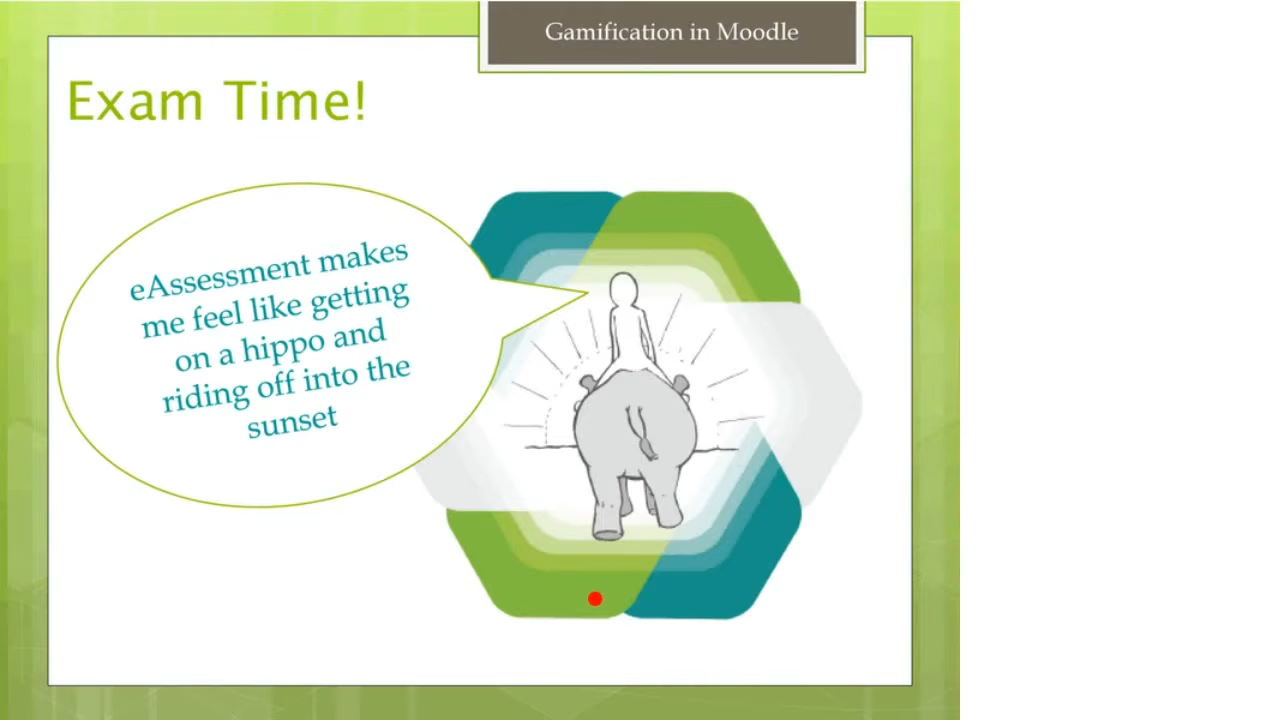 Gamification in Moodle
Exam Time!
eAssessment makes
me feel like getting
on a hippo and
riding off into the
sunset